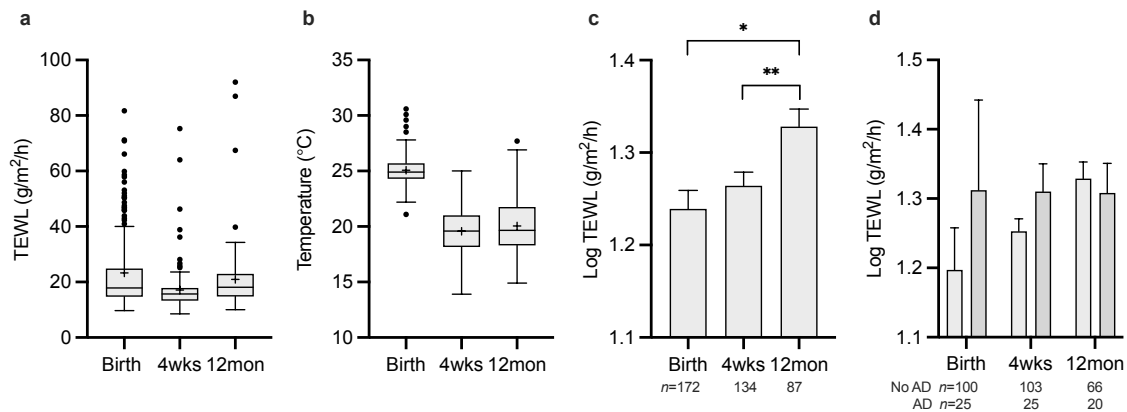 a
TEWL (g/m²/h)
100
80
60
40
20
0
Birth 4wks 12mon
b
Temperature (°C)
35
30
25
20
15
10
Birth 4wks 12mon
c
Log TEWL (g/m²/h)
1.4
1.3
1.2
1.1
*
**
Birth 4wks 12mon
n=172 134 87
d
Log TEWL (g/m²/h)
1.5
1.4
1.3
1.2
1.1
Birth 4wks 12mon
No AD n=100 103 66
AD n=25 25 20